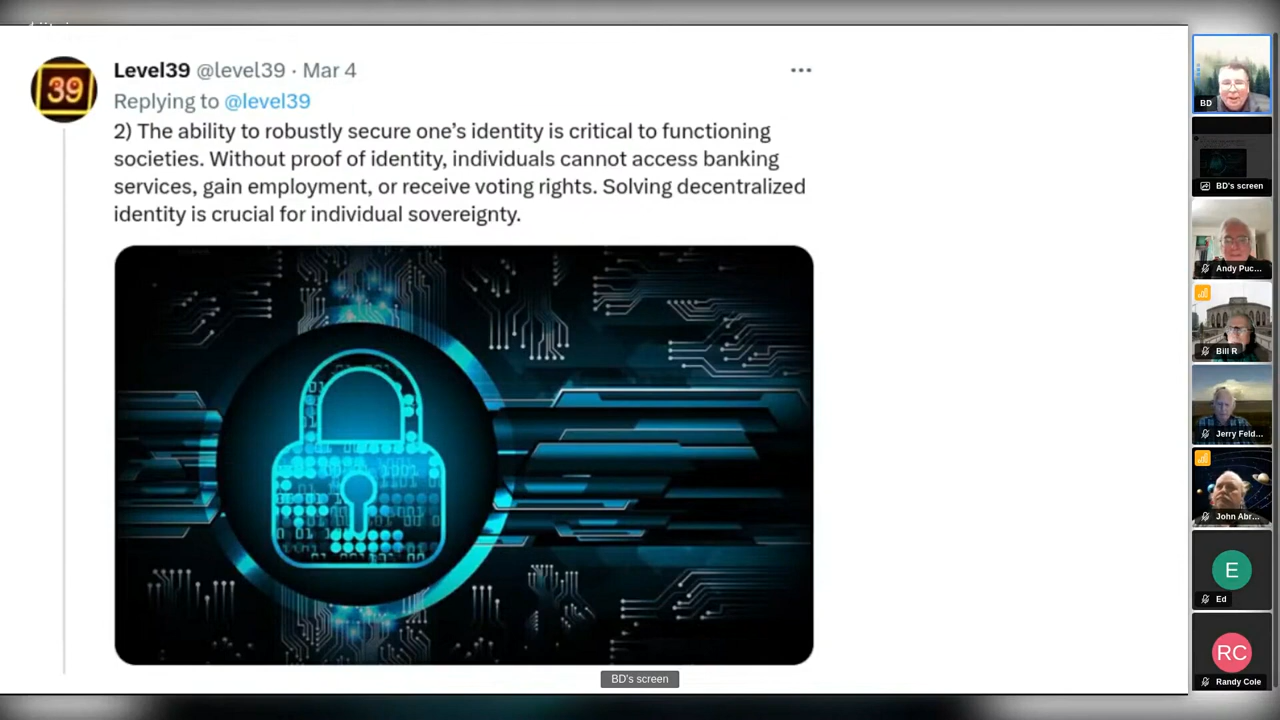 39
Level39 @level39 · Mar 4
Replying to @level39
2) The ability to robustly secure one’s identity is critical to functioning
societies. Without proof of identity, individuals cannot access banking
services, gain employment, or receive voting rights. Solving decentralized
identity is crucial for individual sovereignty.
BD's screen
BD
BD's screen
Andy Puc...
Bill R
Jerry Feld...
John Abr...
E
Ed
RC
Randy Cole